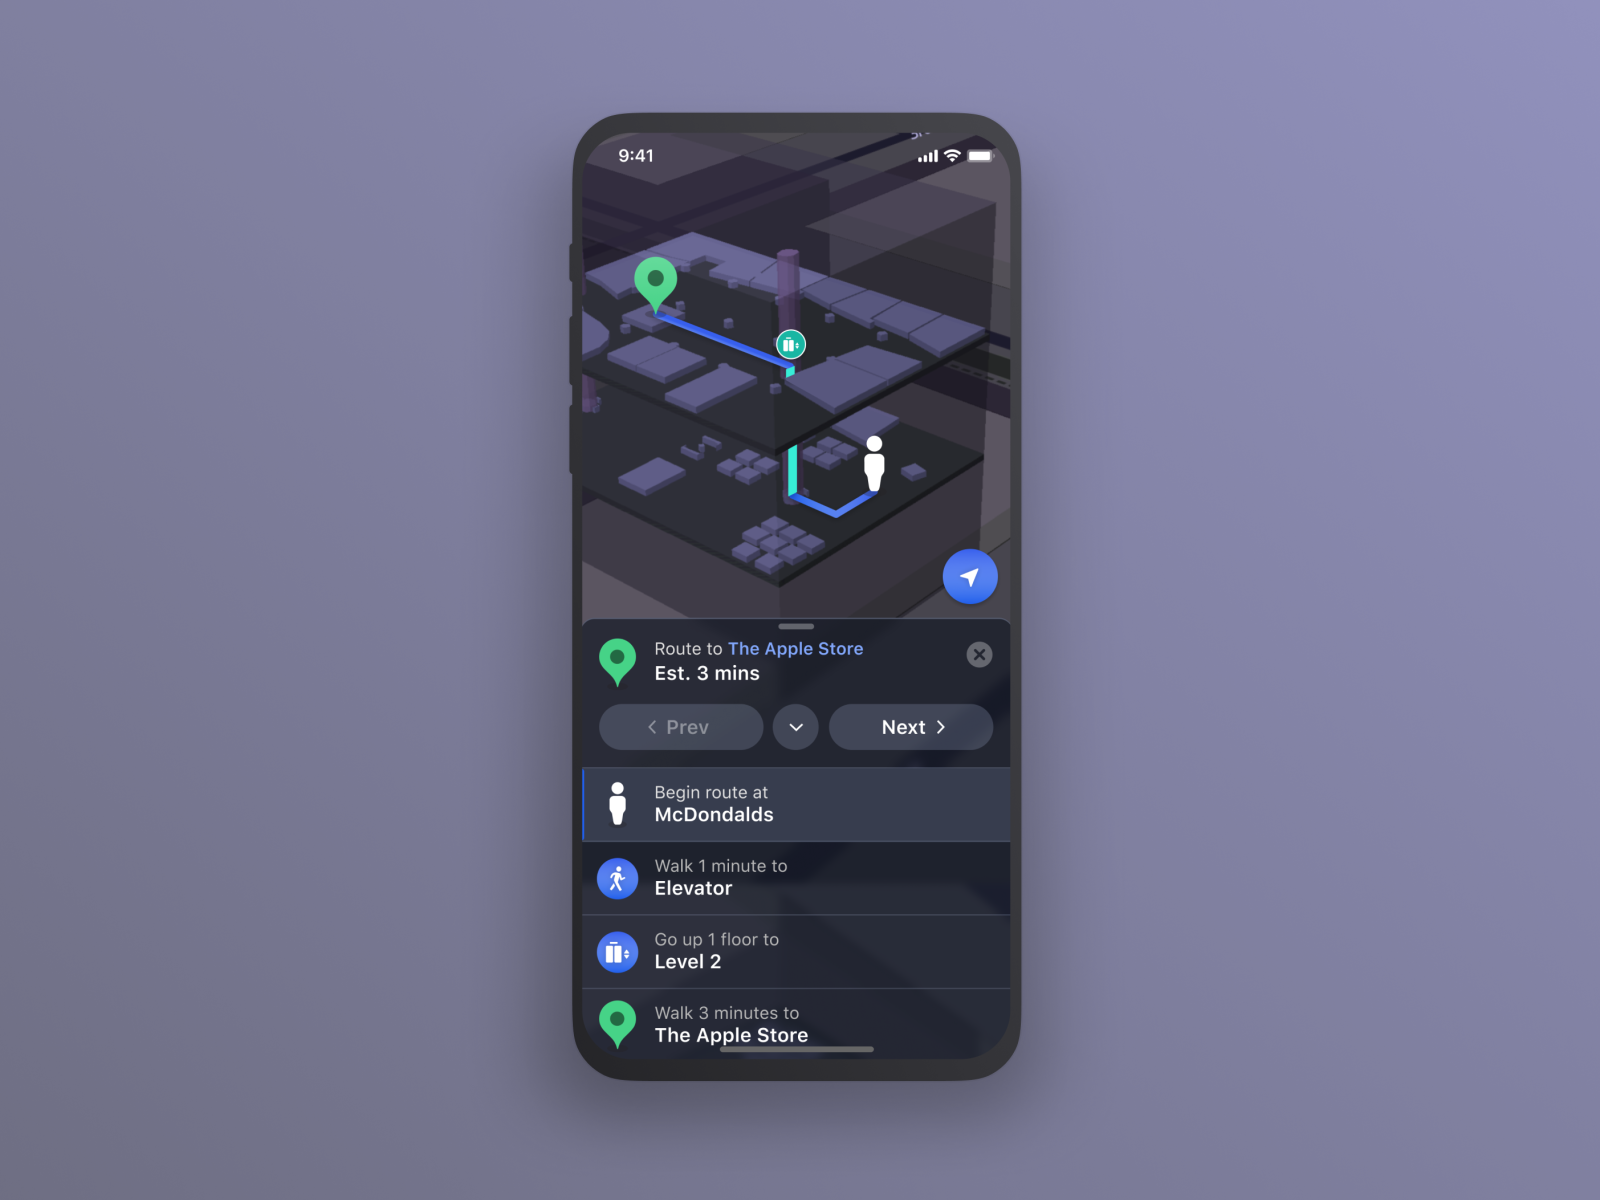 9:41
Route to The Apple Store
Est. 3 mins
Prev
Next
Begin route at
McDondalds
Walk 1 minute to
Elevator
Go up 1 floor to
Level 2
Walk 3 minutes to
The Apple Store